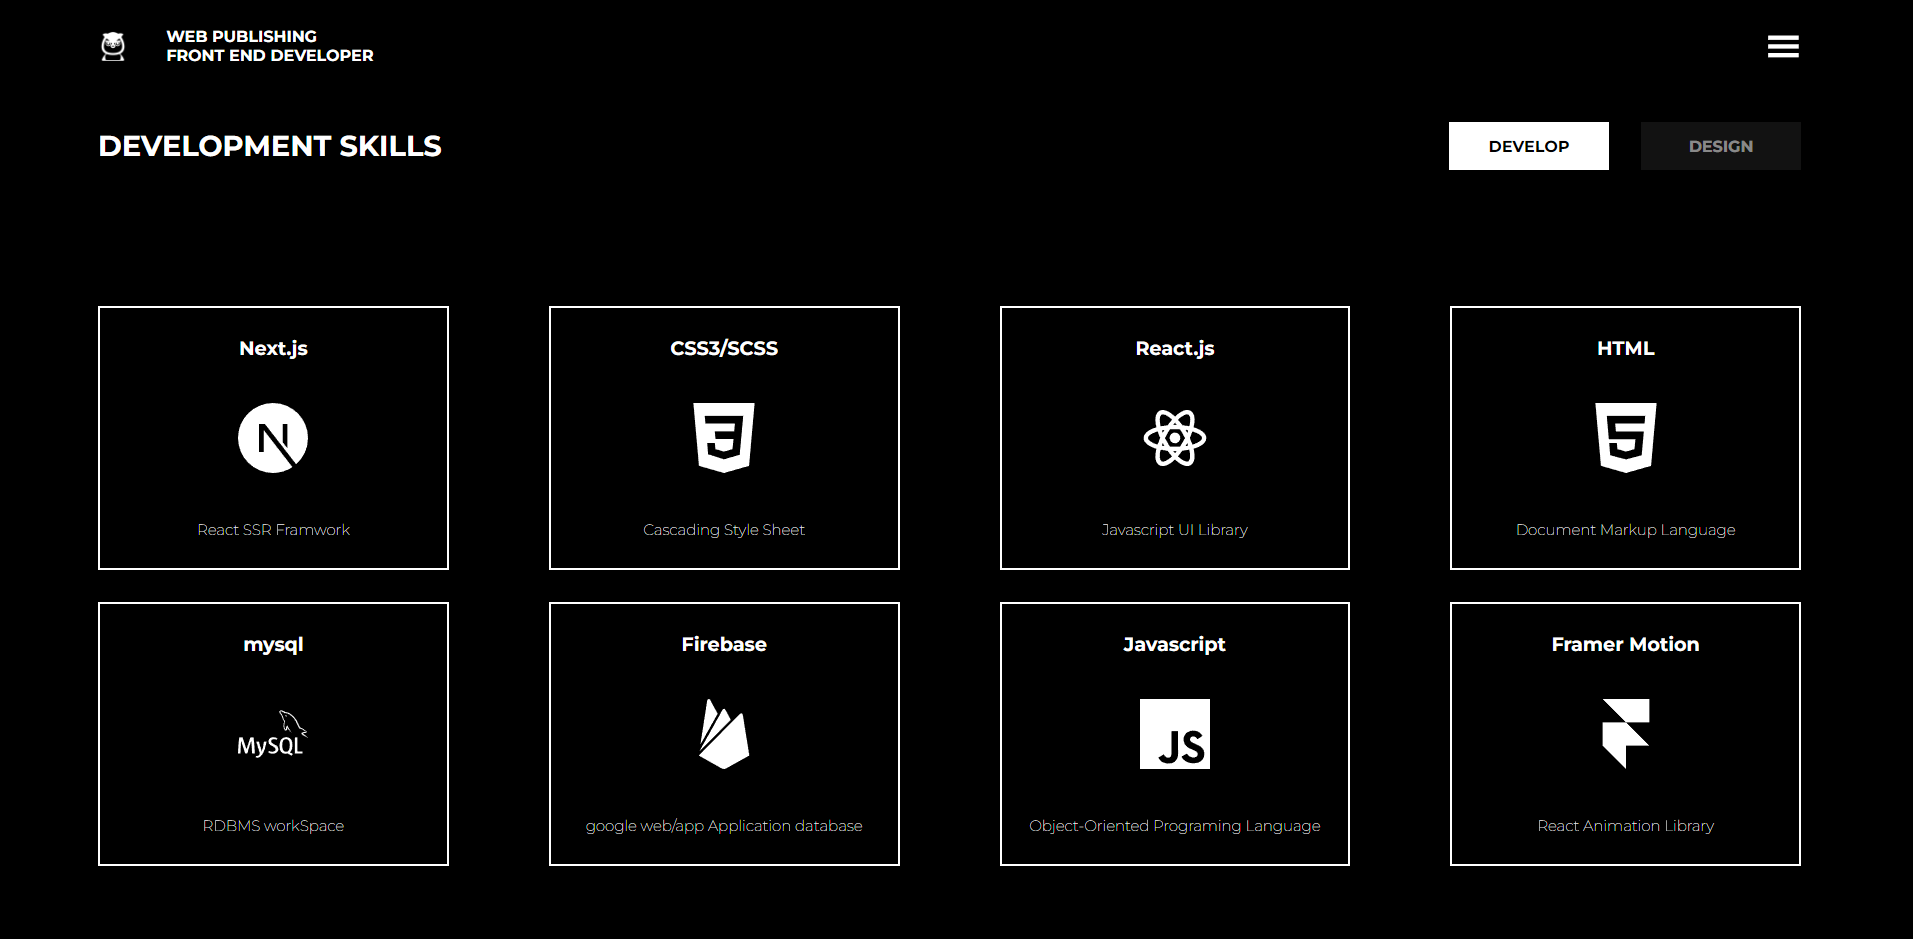 WEB PUBLISHING
FRONT END DEVELOPER
DEVELOPMENT SKILLS
DEVELOP
DESIGN
Next.js
N
React SSR Framwork
CSS3/SCSS
3
Cascading Style Sheet
React.js
Javascript UI Library
HTML
5
Document Markup Language
mysql
MySQL
RDBMS workSpace
Firebase
google web/app Application database
Javascript
JS
Object-Oriented Programing Language
Framer Motion
React Animation Library